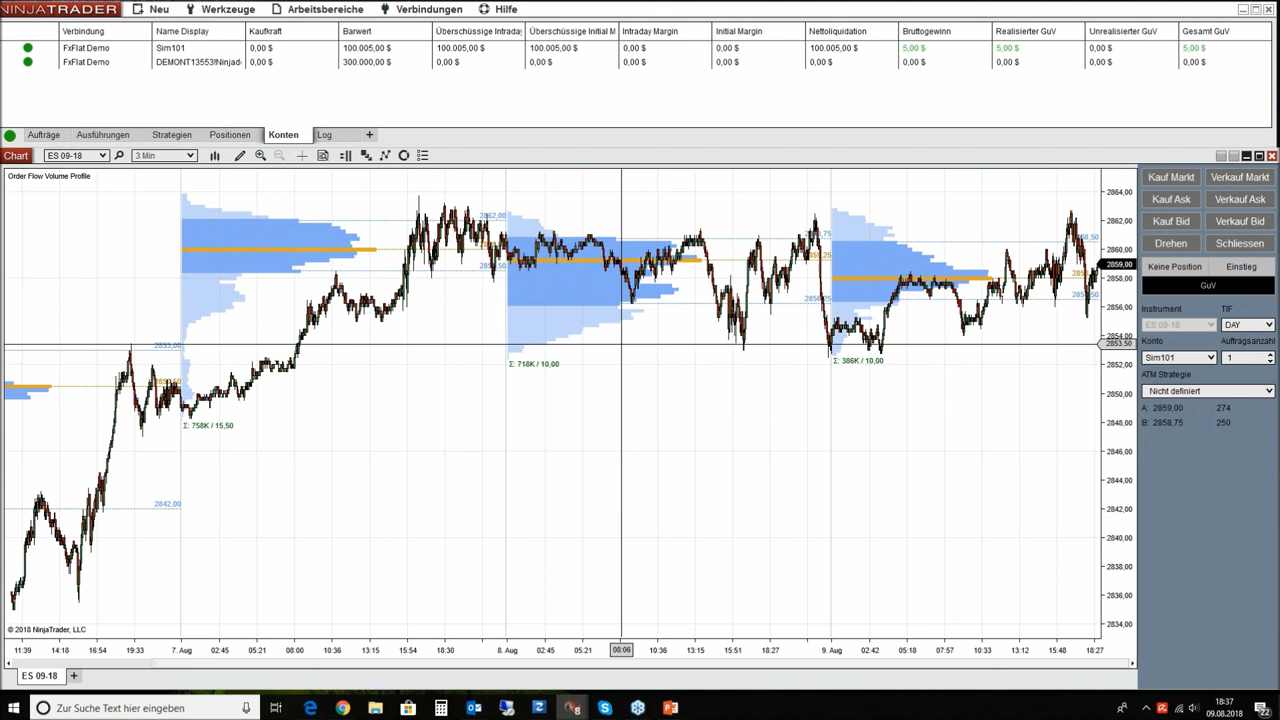 NINJATRADER Neu Werkzeuge Arbeitsbereiche Verbindungen Hilfe
Verbindung Name Display Kaufkraft Barwert Überschüssige Intraday Überschüssige Initial M Intraday Margin Initial Margin Nettoliquidation Bruttogewinn Realisierter GuV Unrealisierter GuV Gesamt GuV
FxFlat Demo Sim101 0,00 $ 100.005,00 $ 100.005,00 $ 100.005,00 $ 0,00 $ 0,00 $ 100.005,00 $ 5,00 $ 5,00 $ 0,00 $ 5,00 $
FxFlat Demo DEMONT13553!Ninjad 0,00 $ 300.000,00 $ 0,00 $ 0,00 $ 0,00 $ 0,00 $ 0,00 $ 0,00 $ 0,00 $ 0,00 $ 0,00 $
Aufträge Ausführungen Strategien Positionen Konten Log +
Chart ES 09-18 3 Min
Order Flow Volume Profile
2862,00
2853,00
2842,00
Σ: 758K / 15,50
Σ: 718K / 10,00
Σ: 386K / 10,00
2864,00
2862,00
2860,00
2859,00
2858,00
2856,00
2854,00
2853,50
2852,00
2850,00
2848,00
2846,00
2844,00
2842,00
2840,00
2838,00
2836,00
2834,00
© 2018 NinjaTrader, LLC
11:39 14:18 16:54 19:33 7. Aug 02:45 05:21 08:00 10:36 13:15 15:54 18:30 8. Aug 02:45 05:21 08:06 10:36 13:15 15:51 18:27 9. Aug 02:42 05:18 07:57 10:33 13:12 15:48 18:27
ES 09-18 +
Kauf Markt Verkauf Markt
Kauf Ask Verkauf Ask
Kauf Bid Verkauf Bid
Drehen Schließen
Keine Position Einstieg
GuV
Instrument TIF
ES 09-18 DAY
Konto Auftragsanzahl
Sim101 1
ATM Strategie
Nicht definiert
A: 2859,00 274
B: 2858,75 250
Zur Suche Text hier eingeben
18:37
09.08.2018
22